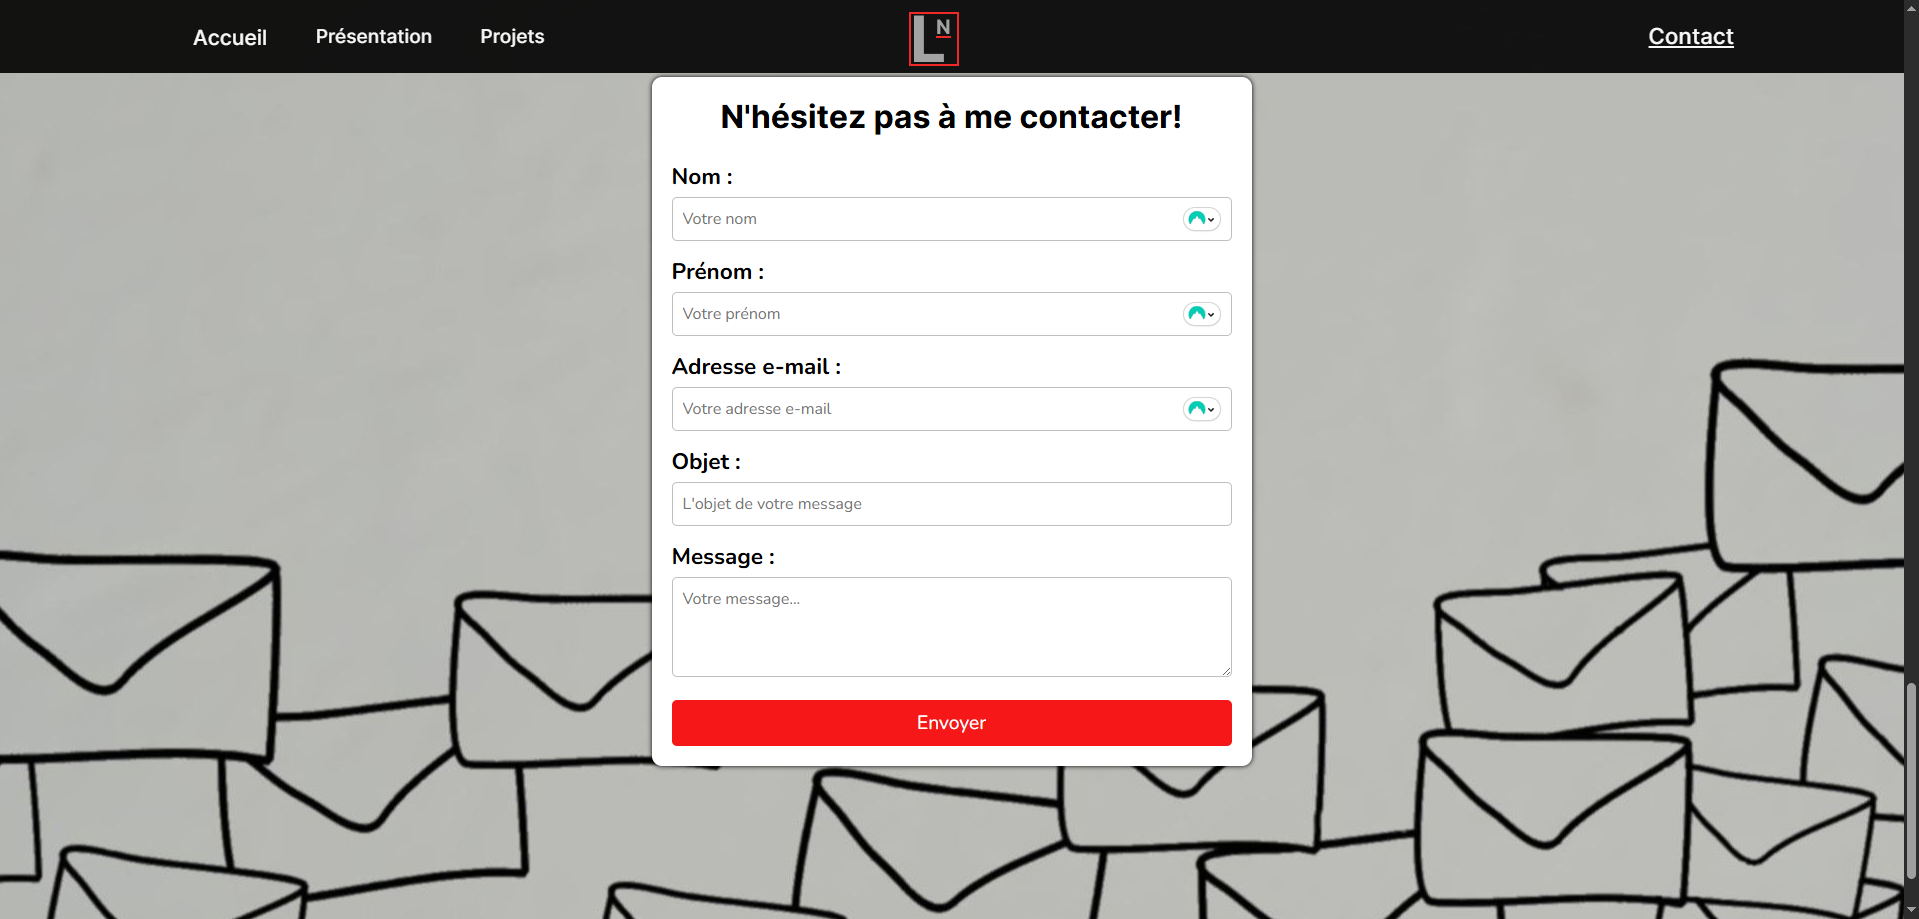 Accueil Présentation Projets LN Contact
N'hésitez pas à me contacter!
Nom :
Votre nom
Prénom :
Votre prénom
Adresse e-mail :
Votre adresse e-mail
Objet :
L'objet de votre message
Message :
Votre message...
Envoyer